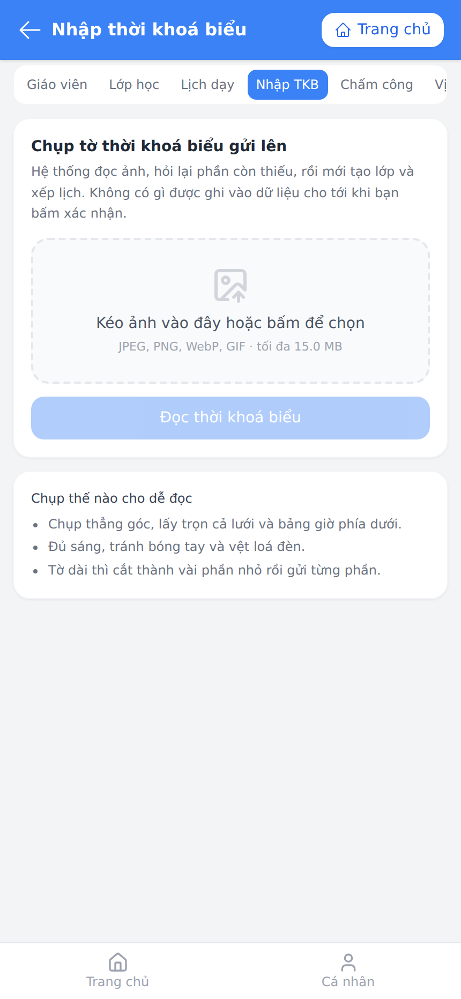 Nhập thời khoá biểu
Trang chủ
Giáo viên Lớp học Lịch dạy Nhập TKB Chấm công Vị
Chụp tờ thời khoá biểu gửi lên
Hệ thống đọc ảnh, hỏi lại phần còn thiếu, rồi mới tạo lớp và
xếp lịch. Không có gì được ghi vào dữ liệu cho tới khi bạn
bấm xác nhận.
Kéo ảnh vào đây hoặc bấm để chọn
JPEG, PNG, WebP, GIF · tối đa 15.0 MB
Đọc thời khoá biểu
Chụp thế nào cho dễ đọc
• Chụp thẳng góc, lấy trọn cả lưới và bảng giờ phía dưới.
• Đủ sáng, tránh bóng tay và vệt loá đèn.
• Tờ dài thì cắt thành vài phần nhỏ rồi gửi từng phần.
Trang chủ
Cá nhân